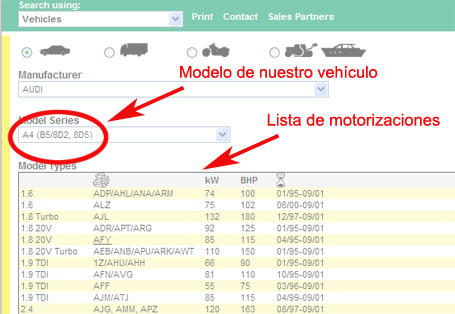 Search using:
Vehicles
Print Contact Sales Partners
Manufacturer
AUDI
Modelo de nuestro vehículo
Model Series
A4 (B5/8D2, 8D5)
Lista de motorizaciones
Model Types
kW BHP
1.6 ADP/AHL/ANA/ARM 74 100 01/95-09/01
1.6 ALZ 75 102 06/00-09/01
1.8 Turbo AJL 132 180 12/97-09/01
1.8 20V ADR/APT/ARG 92 125 01/95-09/01
1.8 20V AFY 85 115 04/95-09/01
1.8 20V Turbo AEB/ANB/APU/ARK/AWT 110 150 01/95-09/01
1.9 TDI 1Z/AHU/AHH 66 90 01/95-09/01
1.9 TDI AFN/AVG 81 110 10/95-09/01
1.9 TDI AFF 55 75 03/96-09/01
1.9 TDI AJM/ATJ 85 115 04/99-09/01
2.4 AJG, AMM, APZ 120 163 08/97-09/01